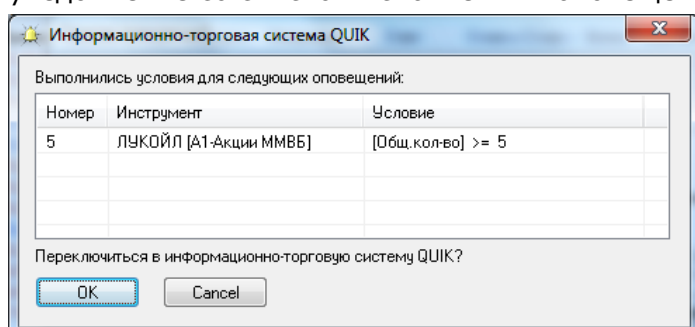 Информационно-торговая система QUIK
Выполнились условия для следующих оповещений:
Номер Инструмент Условие
5 ЛУКОЙЛ [А1-Акции ММВБ] [Общ.кол-во] >= 5
Переключиться в информационно-торговую систему QUIK?
OK Cancel